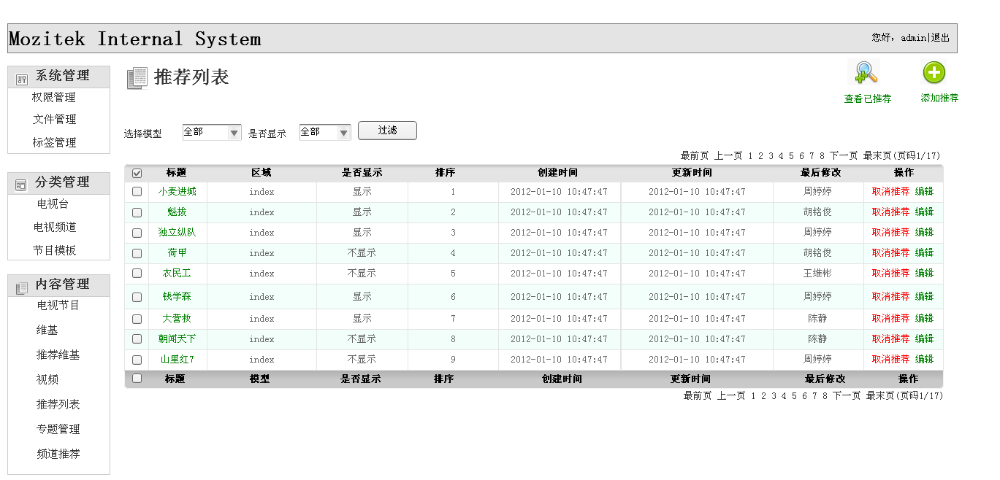 Mozitek Internal System
您好，admin|退出
系统管理
权限管理
文件管理
标签管理
分类管理
电视台
电视频道
节目模板
内容管理
电视节目
维基
推荐维基
视频
推荐列表
专题管理
频道推荐
推荐列表
查看已推荐 添加推荐
选择模型 全部 是否显示 全部 过滤
最前页 上一页 1 2 3 4 5 6 7 8 下一页 最末页(页码1/17)
标题 区域 是否显示 排序 创建时间 更新时间 最后修改 操作
小麦进城 index 显示 1 2012-01-10 10:47:47 2012-01-10 10:47:47 周婷婷 取消推荐 编辑
魁拔 index 显示 2 2012-01-10 10:47:47 2012-01-10 10:47:47 胡铭俊 取消推荐 编辑
独立纵队 index 显示 3 2012-01-10 10:47:47 2012-01-10 10:47:47 周婷婷 取消推荐 编辑
荷甲 index 不显示 4 2012-01-10 10:47:47 2012-01-10 10:47:47 胡铭俊 取消推荐 编辑
农民工 index 不显示 5 2012-01-10 10:47:47 2012-01-10 10:47:47 王维彬 取消推荐 编辑
钱学森 index 显示 6 2012-01-10 10:47:47 2012-01-10 10:47:47 周婷婷 取消推荐 编辑
大营救 index 显示 7 2012-01-10 10:47:47 2012-01-10 10:47:47 陈静 取消推荐 编辑
朝闻天下 index 不显示 8 2012-01-10 10:47:47 2012-01-10 10:47:47 陈静 取消推荐 编辑
山里红7 index 不显示 9 2012-01-10 10:47:47 2012-01-10 10:47:47 周婷婷 取消推荐 编辑
标题 模型 是否显示 排序 创建时间 更新时间 最后修改 操作
最前页 上一页 1 2 3 4 5 6 7 8 下一页 最末页(页码1/17)